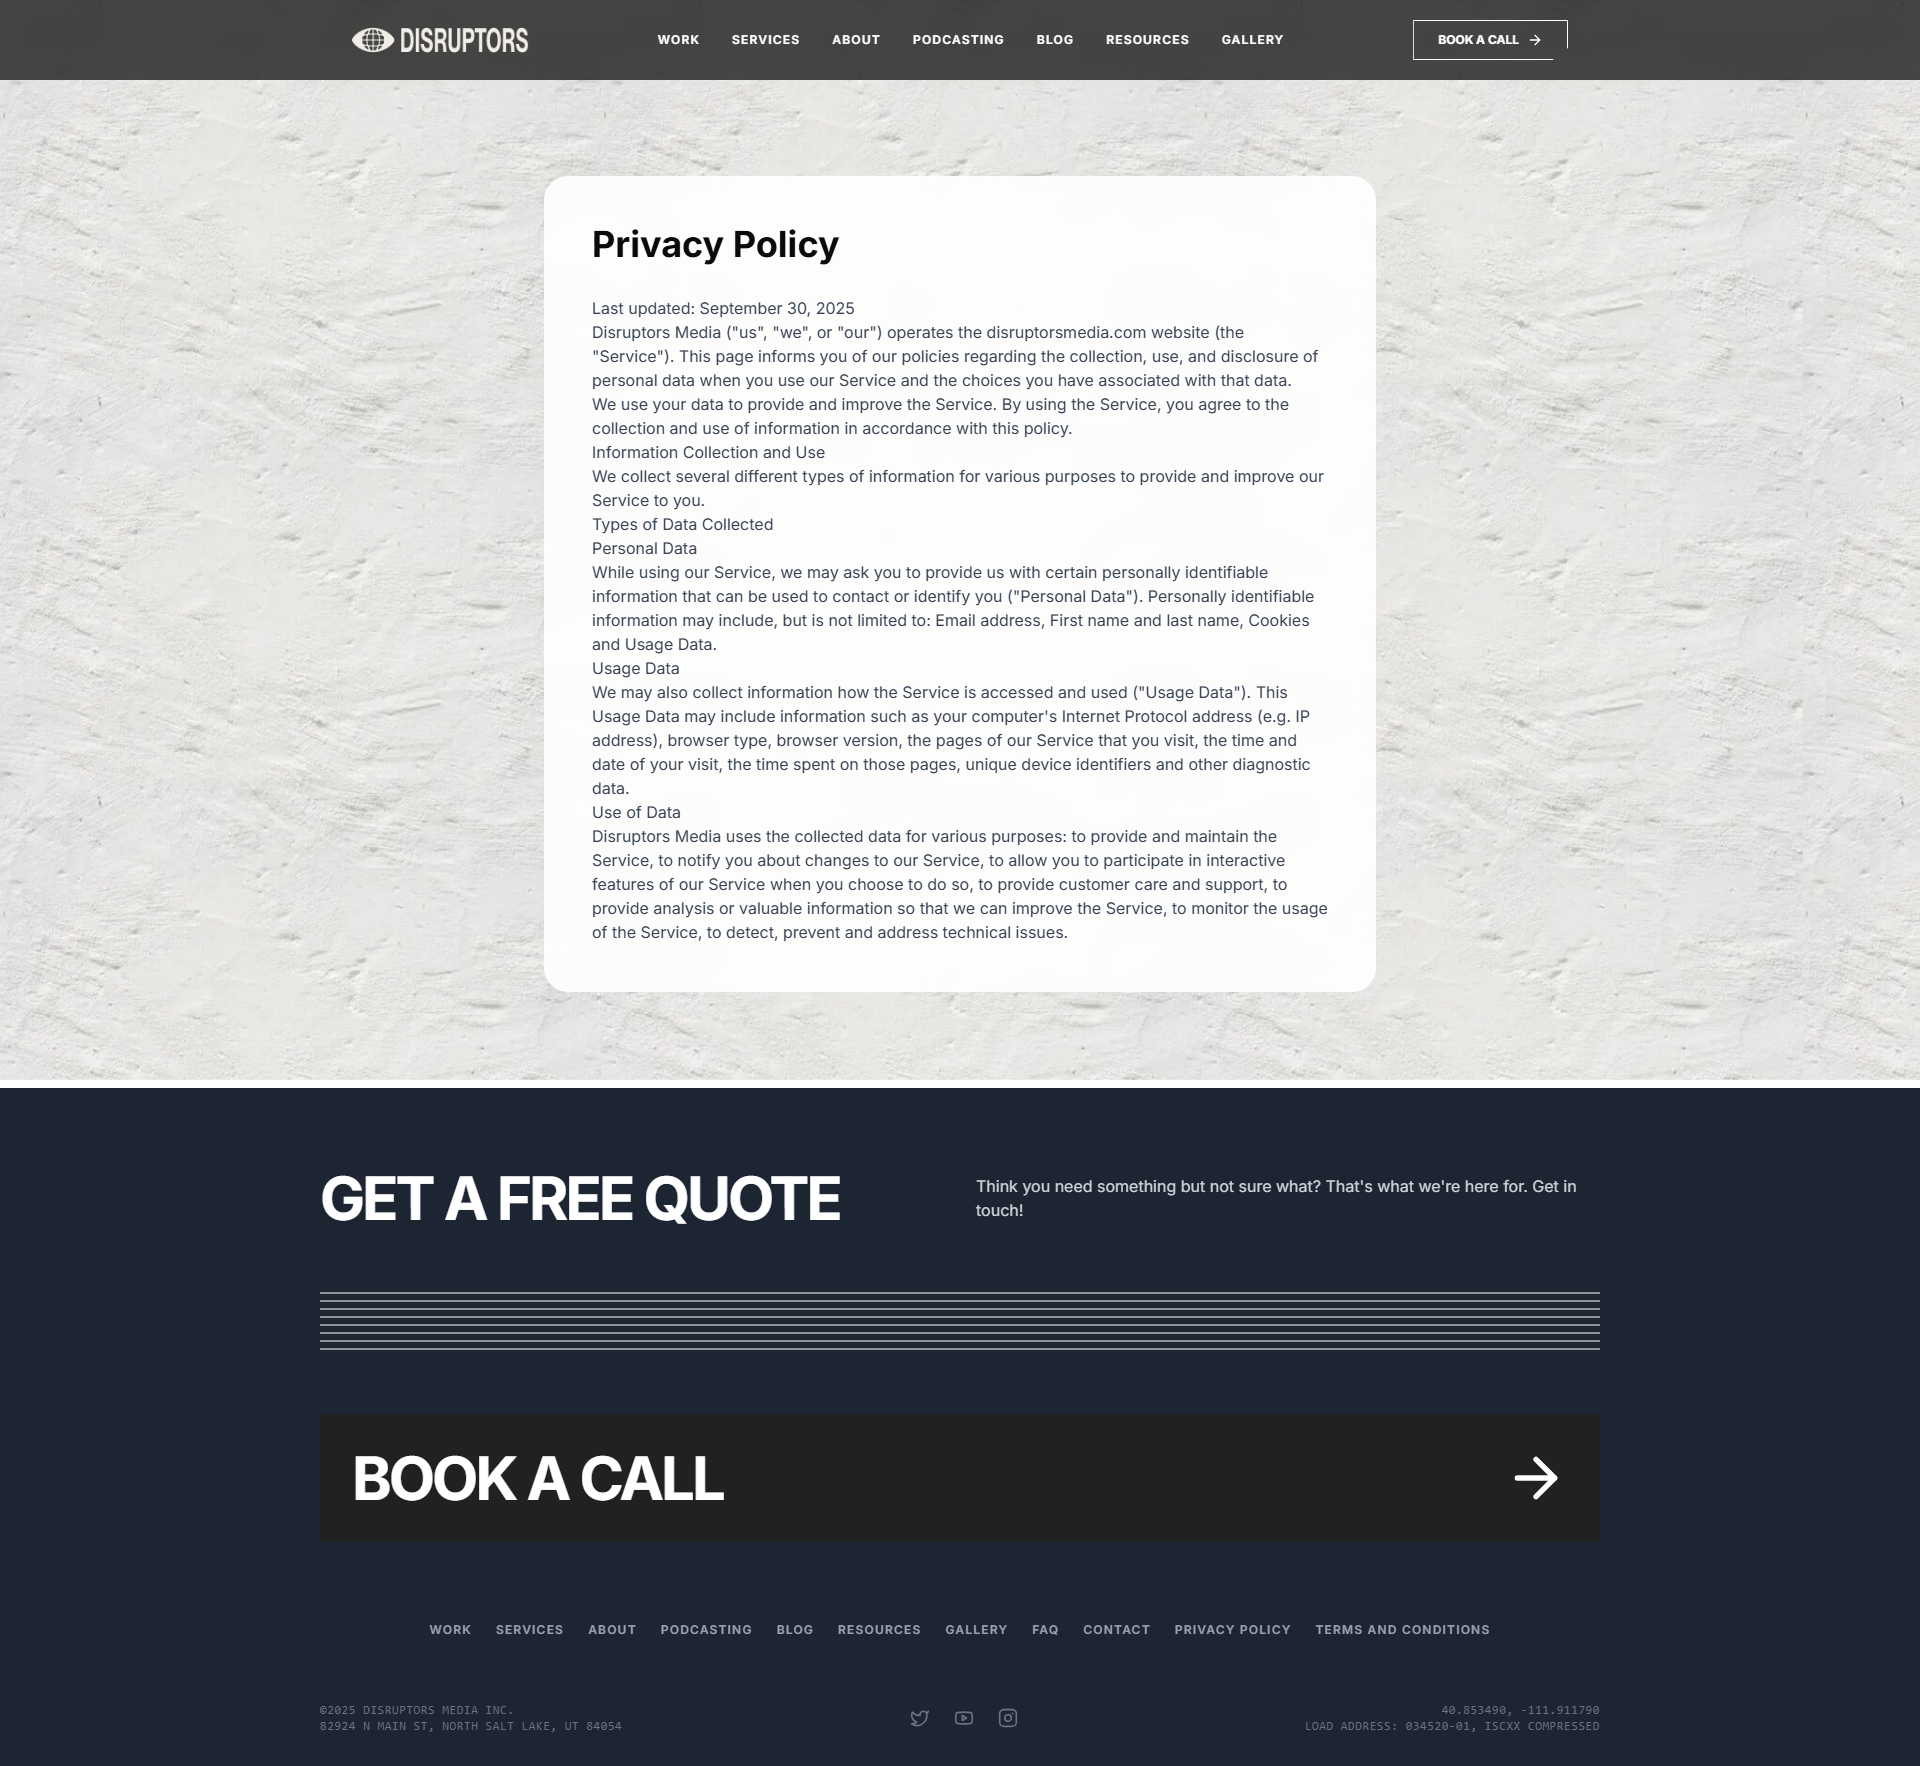 DISRUPTORS
WORK SERVICES ABOUT PODCASTING BLOG RESOURCES GALLERY
BOOK A CALL
Privacy Policy
Last updated: September 30, 2025
Disruptors Media ("us", "we", or "our") operates the disruptorsmedia.com website (the
"Service"). This page informs you of our policies regarding the collection, use, and disclosure of
personal data when you use our Service and the choices you have associated with that data.
We use your data to provide and improve the Service. By using the Service, you agree to the
collection and use of information in accordance with this policy.
Information Collection and Use
We collect several different types of information for various purposes to provide and improve our
Service to you.
Types of Data Collected
Personal Data
While using our Service, we may ask you to provide us with certain personally identifiable
information that can be used to contact or identify you ("Personal Data"). Personally identifiable
information may include, but is not limited to: Email address, First name and last name, Cookies
and Usage Data.
Usage Data
We may also collect information how the Service is accessed and used ("Usage Data"). This
Usage Data may include information such as your computer's Internet Protocol address (e.g. IP
address), browser type, browser version, the pages of our Service that you visit, the time and
date of your visit, the time spent on those pages, unique device identifiers and other diagnostic
data.
Use of Data
Disruptors Media uses the collected data for various purposes: to provide and maintain the
Service, to notify you about changes to our Service, to allow you to participate in interactive
features of our Service when you choose to do so, to provide customer care and support, to
provide analysis or valuable information so that we can improve the Service, to monitor the usage
of the Service, to detect, prevent and address technical issues.
GET A FREE QUOTE
Think you need something but not sure what? That's what we're here for. Get in
touch!
BOOK A CALL
WORK SERVICES ABOUT PODCASTING BLOG RESOURCES GALLERY FAQ CONTACT PRIVACY POLICY TERMS AND CONDITIONS
©2025 DISRUPTORS MEDIA INC.
82924 N MAIN ST, NORTH SALT LAKE, UT 84054
40.853490, -111.911790
LOAD ADDRESS: 034520-01, ISCXX COMPRESSED